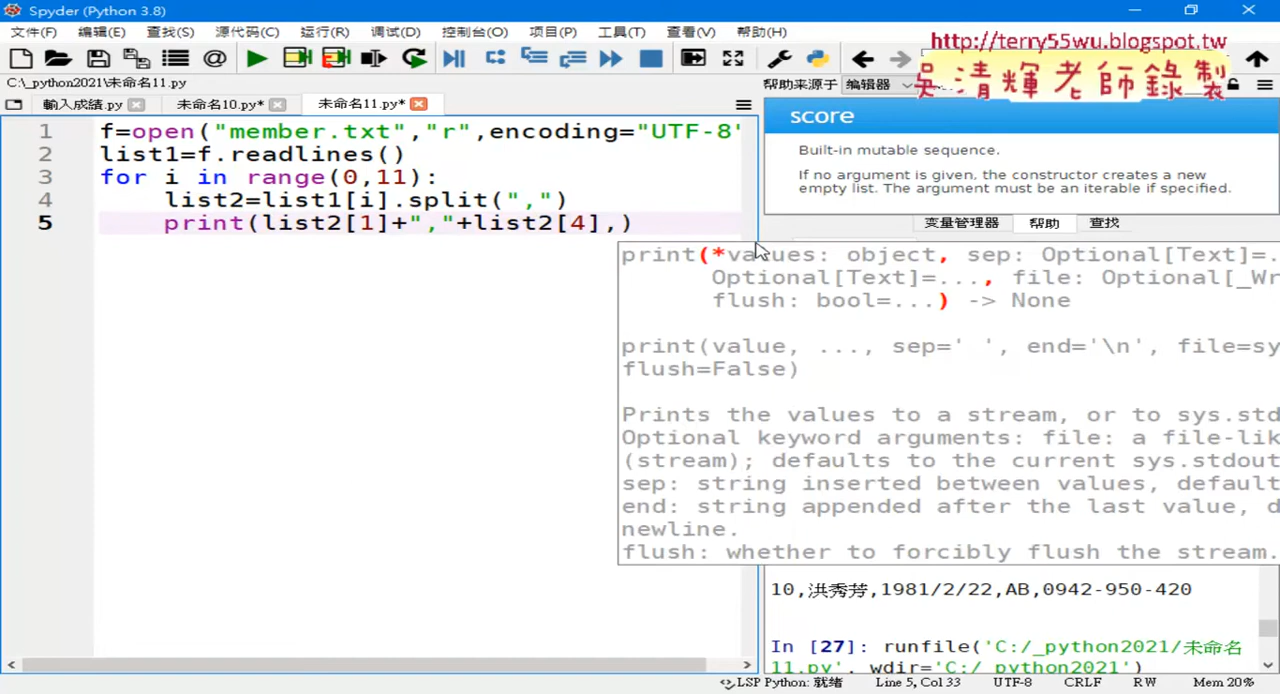 Spyder (Python 3.8)
文件(F) 编辑(E) 查找(S) 源代码(C) 运行(R) 调试(D) 控制台(O) 项目(P) 工具(T) 查看(V) 帮助(H)
http://terry55wu.blogspot.tw
吳清輝老師錄製
C:\_python2021\未命名11.py
帮助来源于 编辑器
輸入成績.py 未命名10.py* 未命名11.py*
1 f=open("member.txt","r",encoding="UTF-8"
2 list1=f.readlines()
3 for i in range(0,11):
4 list2=list1[i].split(",")
5 print(list2[1]+","+list2[4],)
score
Built-in mutable sequence.
If no argument is given, the constructor creates a new
empty list. The argument must be an iterable if specified.
变量管理器 帮助 查找
print(*values: object, sep: Optional[Text]=.
Optional[Text]=..., file: Optional[_Wr
flush: bool=...) -> None
print(value, ..., sep=' ', end='\n', file=sy
flush=False)
Prints the values to a stream, or to sys.std
Optional keyword arguments: file: a file-lik
(stream); defaults to the current sys.stdout
sep: string inserted between values, default
end: string appended after the last value, d
newline.
flush: whether to forcibly flush the stream.
10,洪秀芳,1981/2/22,AB,0942-950-420
In [27]: runfile('C:/_python2021/未命名
11.py', wdir='C:/_python2021')
LSP Python: 就绪 Line 5, Col 33 UTF-8 CRLF RW Mem 20%